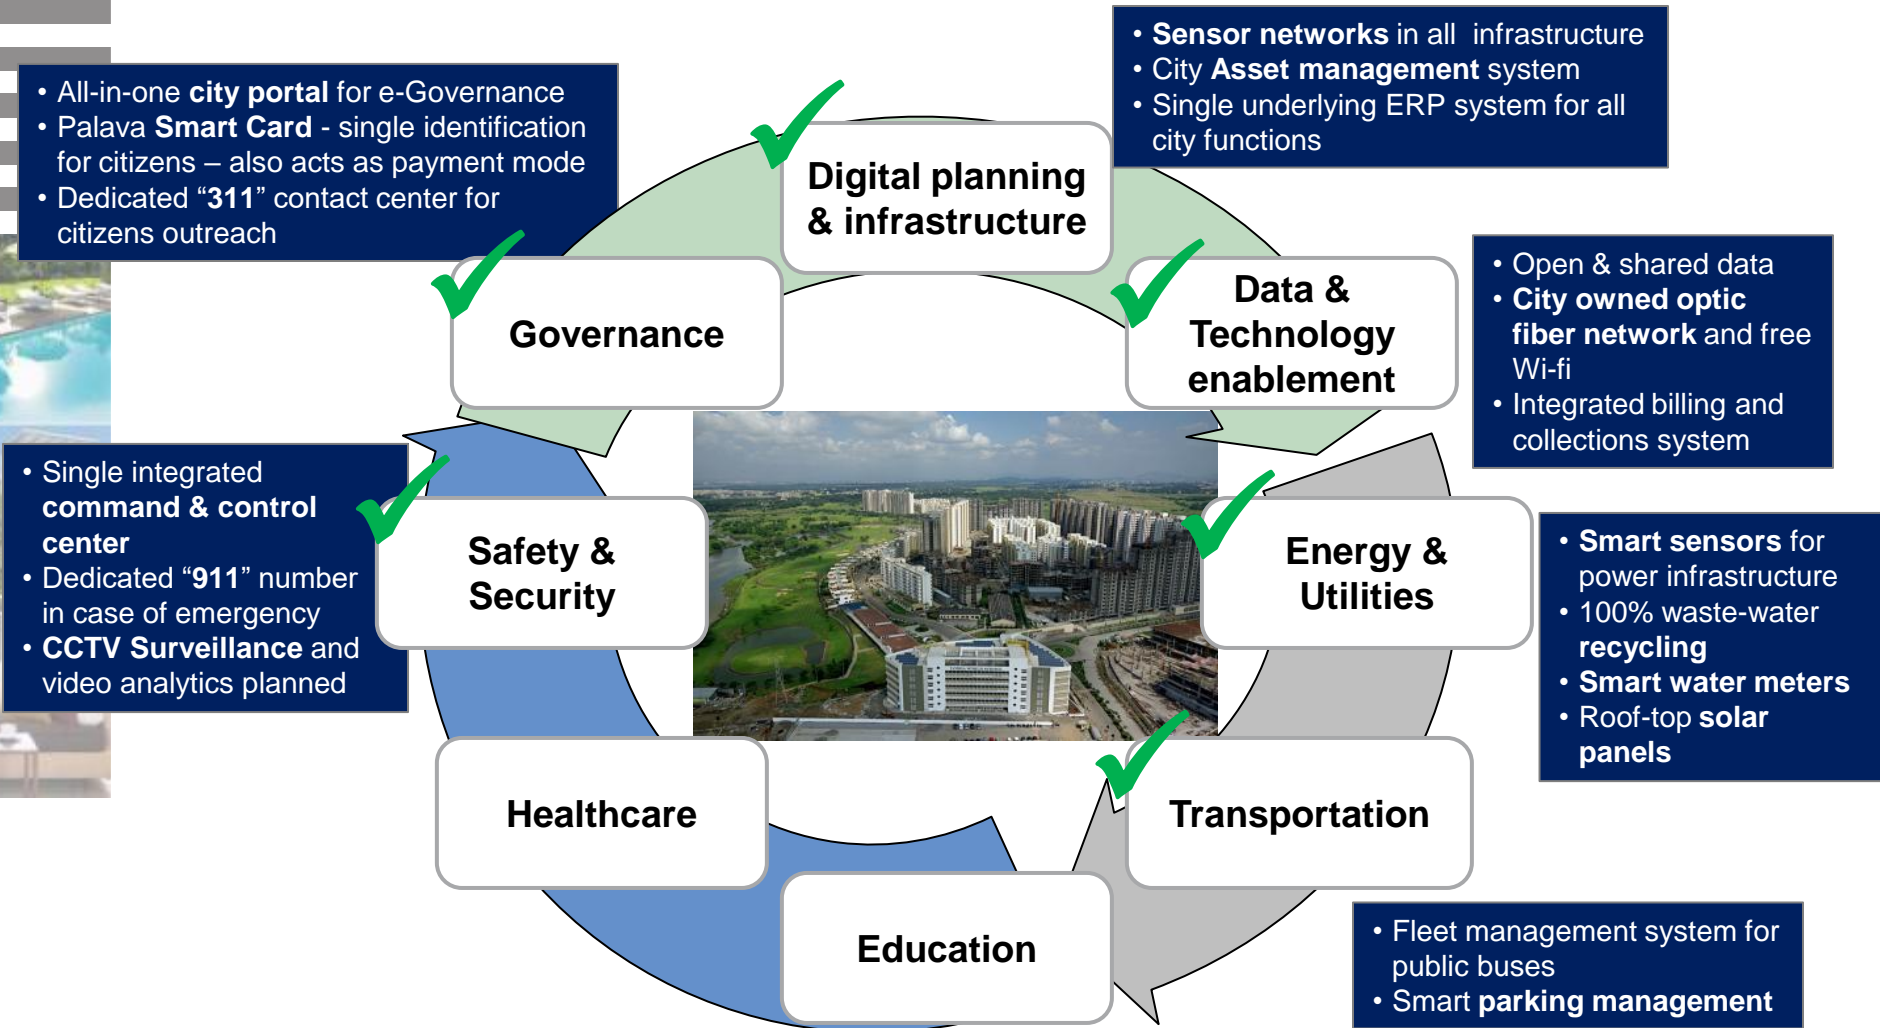 • Sensor networks in all infrastructure
• City Asset management system
• Single underlying ERP system for all
city functions
• All-in-one city portal for e-Governance
• Palava Smart Card - single identification
for citizens – also acts as payment mode
• Dedicated “311” contact center for
citizens outreach
Digital planning
& infrastructure
Governance
Data &
Technology
enablement
• Open & shared data
• City owned optic
fiber network and free
Wi-fi
• Integrated billing and
collections system
• Single integrated
command & control
center
• Dedicated “911” number
in case of emergency
• CCTV Surveillance and
video analytics planned
Safety &
Security
Energy &
Utilities
• Smart sensors for
power infrastructure
• 100% waste-water
recycling
• Smart water meters
• Roof-top solar
panels
Healthcare
Transportation
Education
• Fleet management system for
public buses
• Smart parking management